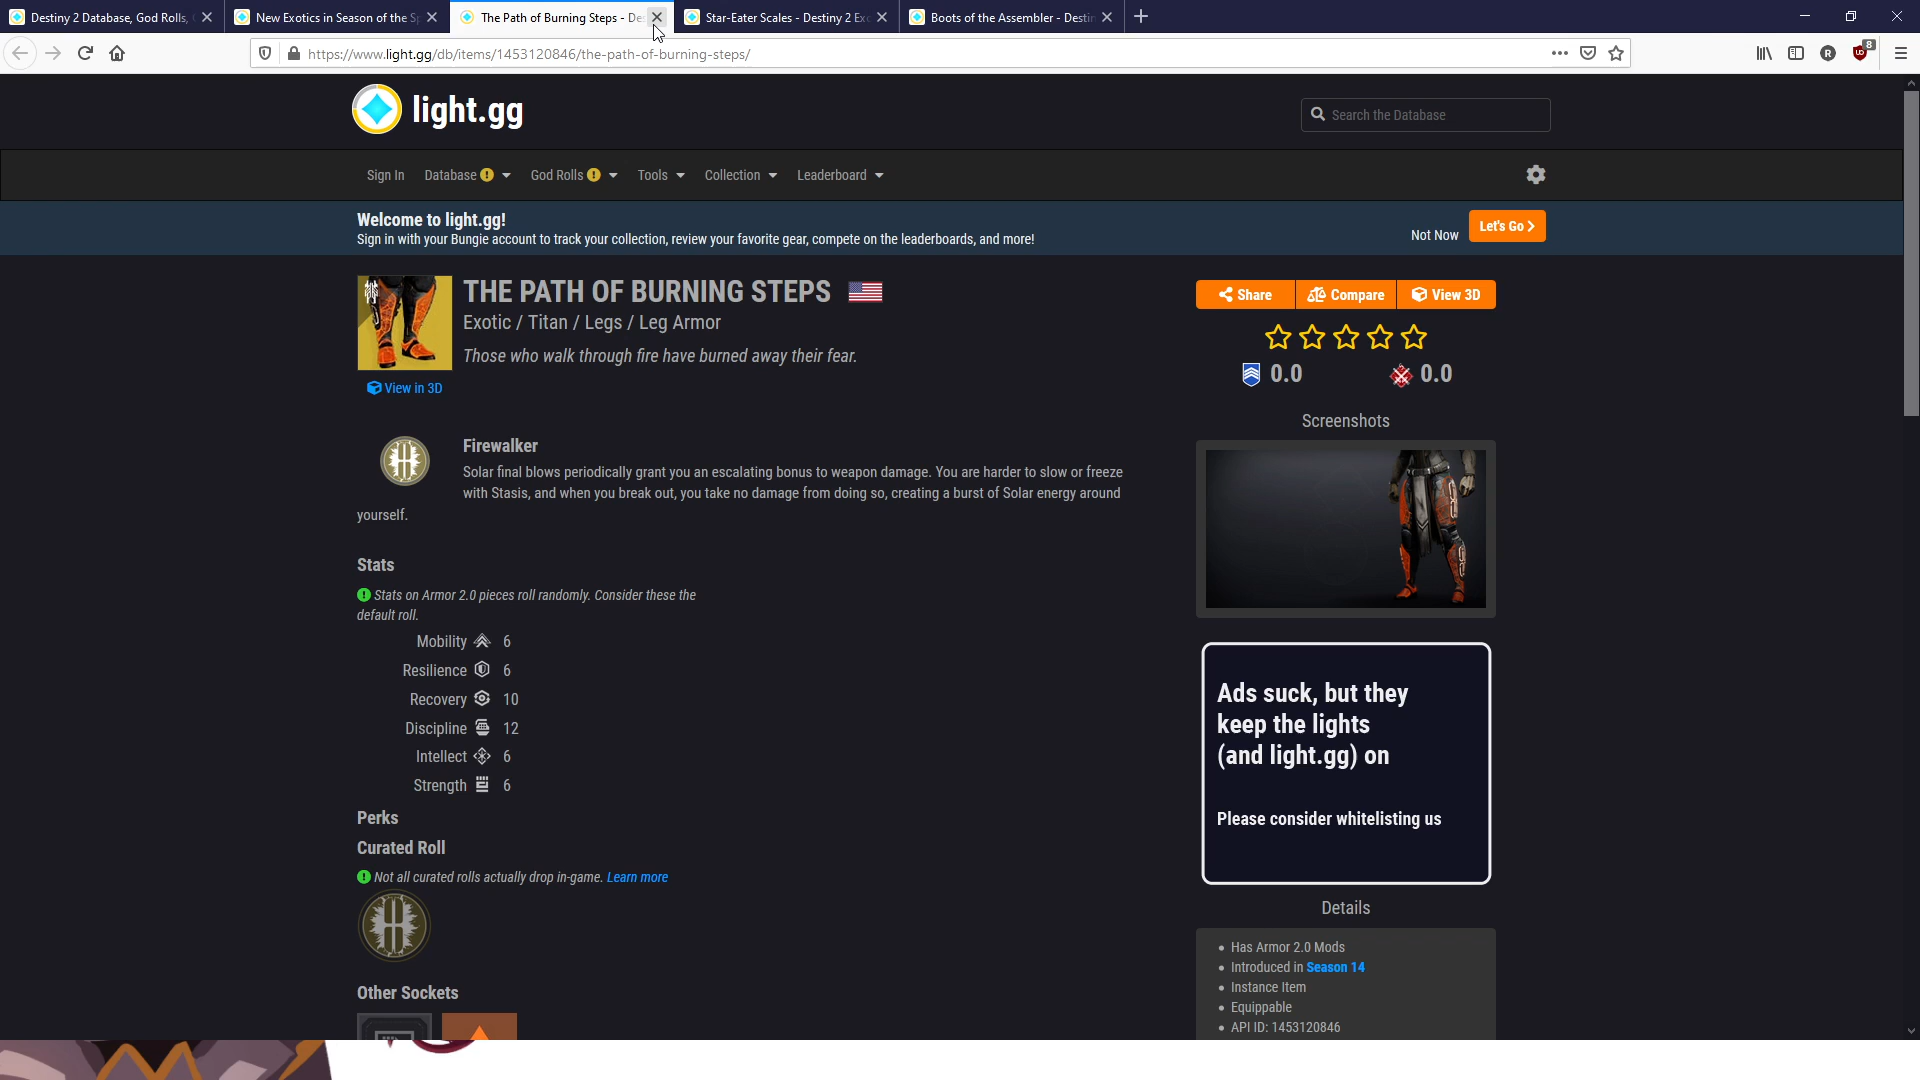 Destiny 2 Database, God Rolls,
New Exotics in Season of the Sp
The Path of Burning Steps - Des
Star-Eater Scales - Destiny 2 Ex
Boots of the Assembler - Destin
https://www.light.gg/db/items/1453120846/the-path-of-burning-steps/
R
8
light.gg
Search the Database
Sign In
Database
God Rolls
Tools
Collection
Leaderboard
Welcome to light.gg!
Sign in with your Bungie account to track your collection, review your favorite gear, compete on the leaderboards, and more!
Not Now
Let's Go
THE PATH OF BURNING STEPS
Exotic / Titan / Legs / Leg Armor
Those who walk through fire have burned away their fear.
View in 3D
Share
Compare
View 3D
0.0
0.0
Firewalker
Solar final blows periodically grant you an escalating bonus to weapon damage. You are harder to slow or freeze
with Stasis, and when you break out, you take no damage from doing so, creating a burst of Solar energy around
yourself.
Screenshots
Stats
Stats on Armor 2.0 pieces roll randomly. Consider these the
default roll.
Mobility 6
Resilience 6
Recovery 10
Discipline 12
Intellect 6
Strength 6
Perks
Curated Roll
Not all curated rolls actually drop in-game. Learn more
Other Sockets
Ads suck, but they
keep the lights
(and light.gg) on
Please consider whitelisting us
Details
Has Armor 2.0 Mods
Introduced in Season 14
Instance Item
Equippable
API ID: 1453120846